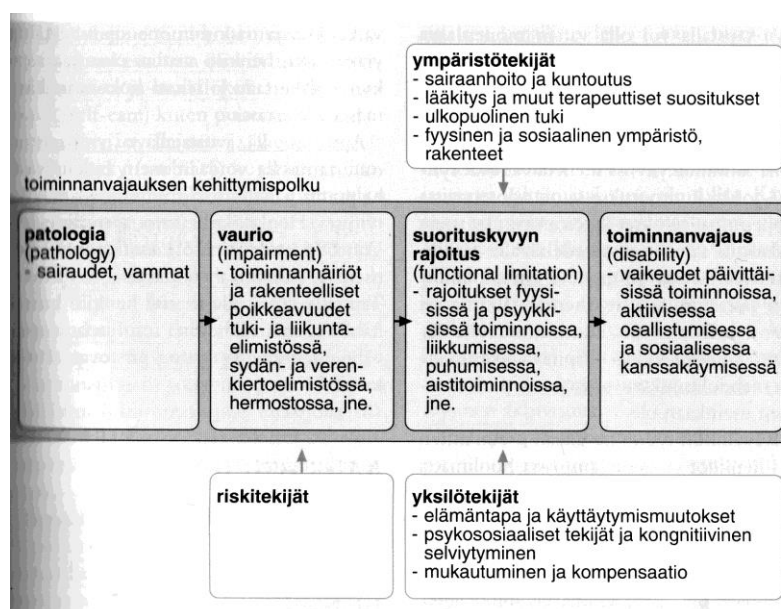 ympäristötekijät
- sairaanhoito ja kuntoutus
- lääkitys ja muut terapeuttiset suositukset
- ulkopuolinen tuki
- fyysinen ja sosiaalinen ympäristö,
rakenteet
toiminnanvajauksen kehittymispolku
patologia
(pathology)
- sairaudet, vammat
vaurio
(impairment)
- toiminnanhäiriöt
ja rakenteelliset
poikkeavuudet
tuki- ja liikunta-
elimistössä,
sydän- ja veren-
kiertoelimistössä,
hermostossa, jne.
suorituskyvyn
rajoitus
(functional limitation)
- rajoitukset fyysi-
sissä ja psyykki-
sissä toiminnoissa,
liikkumisessa,
puhumisessa,
aistitoiminnoissa,
jne.
toiminnanvajaus
(disability)
- vaikeudet päivittäi-
sissä toiminnoissa,
aktiivisessa
osallistumisessa
ja sosiaalisessa
kanssakäymisessä
riskitekijät
yksilötekijät
- elämäntapa ja käyttäytymismuutokset
- psykososiaaliset tekijät ja kongnitiivinen
selviytyminen
- mukautuminen ja kompensaatio